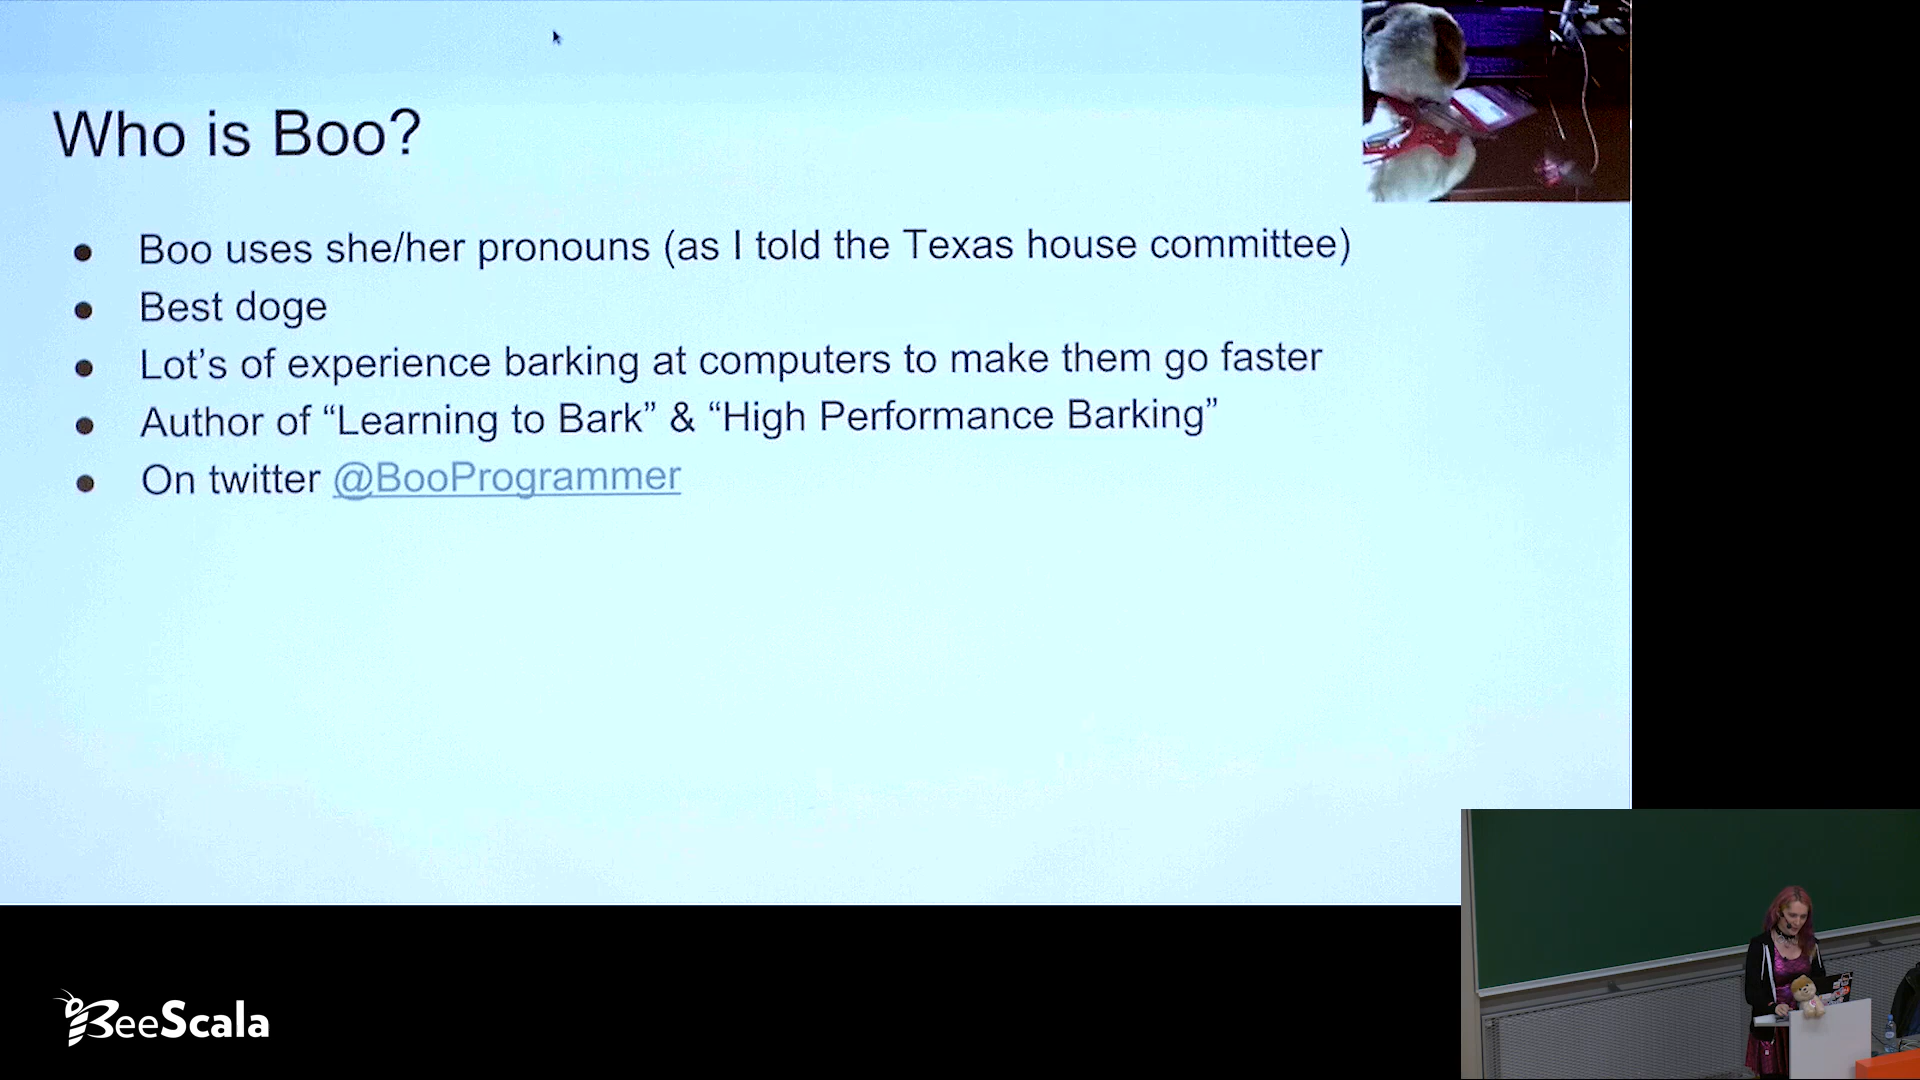 Who is Boo?
● Boo uses she/her pronouns (as I told the Texas house committee)
● Best doge
● Lot’s of experience barking at computers to make them go faster
● Author of “Learning to Bark” & “High Performance Barking”
● On twitter @BooProgrammer
BeeScala